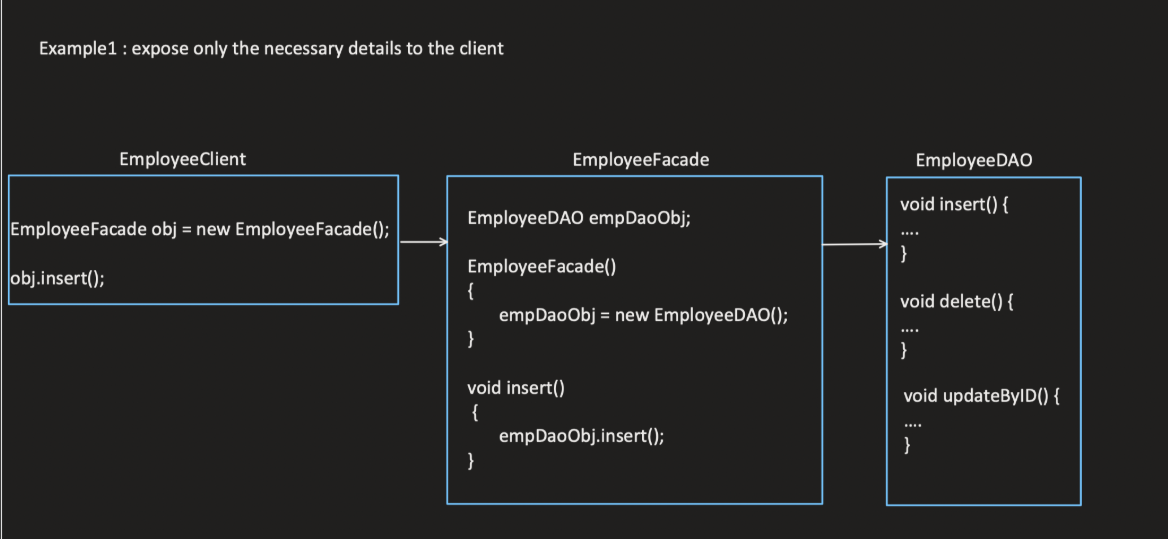 Example1 : expose only the necessary details to the client
EmployeeClient
EmployeeFacade obj = new EmployeeFacade();
obj.insert();
EmployeeFacade
EmployeeDAO empDaoObj;
EmployeeFacade()
{
empDaoObj = new EmployeeDAO();
}
void insert()
{
empDaoObj.insert();
}
EmployeeDAO
void insert() {
....
}
void delete() {
....
}
void updateByID() {
....
}